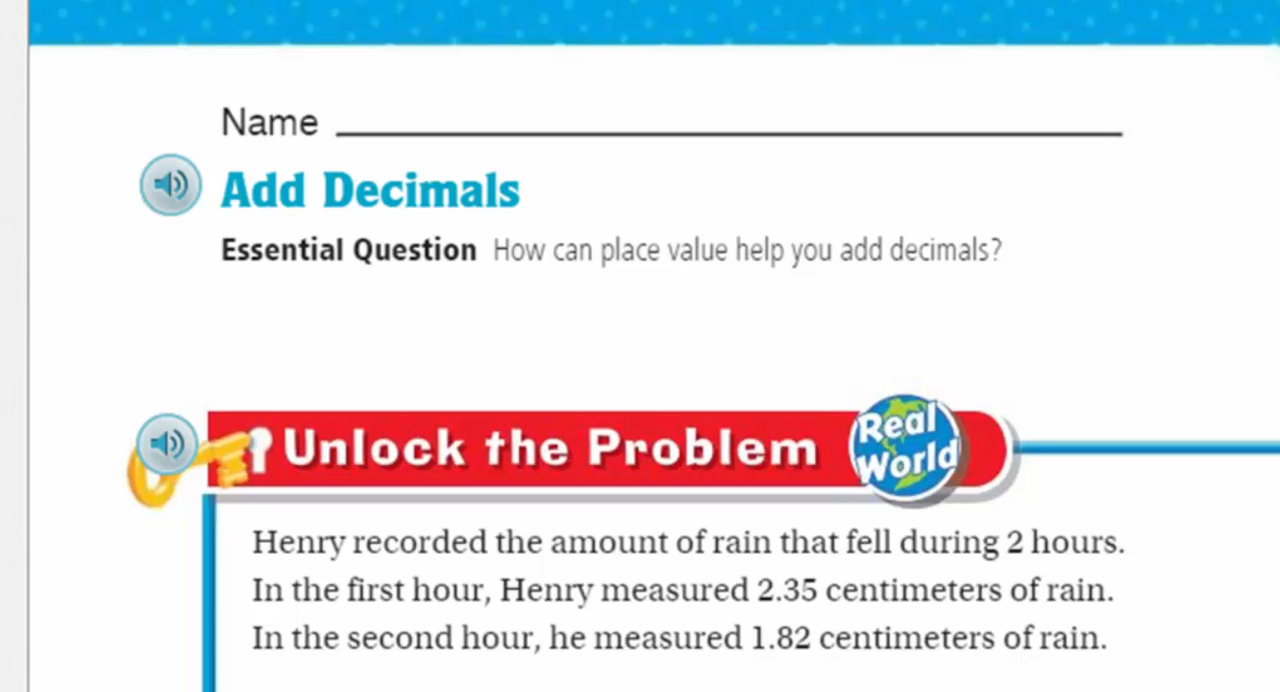 Name
Add Decimals
Essential Question How can place value help you add decimals?
Unlock the Problem
Real
World
Henry recorded the amount of rain that fell during 2 hours.
In the first hour, Henry measured 2.35 centimeters of rain.
In the second hour, he measured 1.82 centimeters of rain.